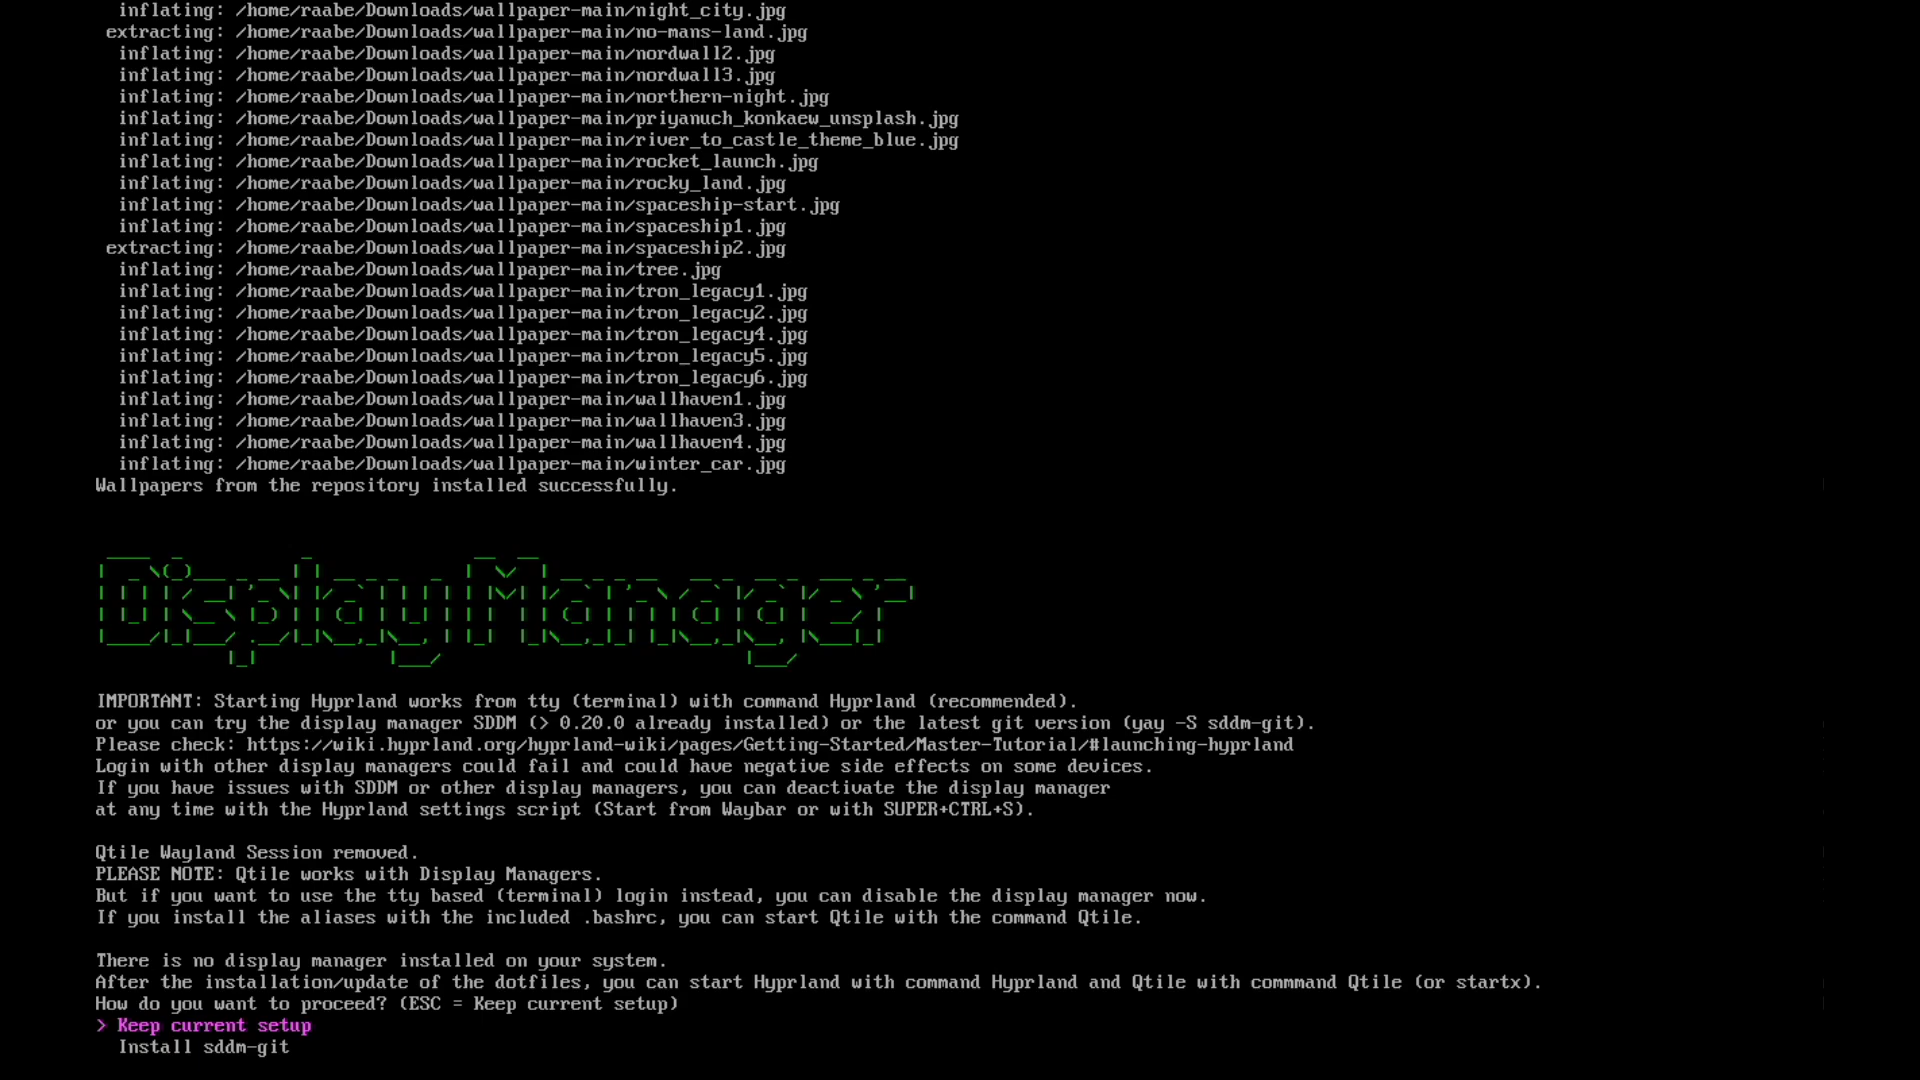 inflating: /home/raabe/Downloads/wallpaper-main/night_city.jpg
extracting: /home/raabe/Downloads/wallpaper-main/no-mans-land.jpg
inflating: /home/raabe/Downloads/wallpaper-main/nordwall2.jpg
inflating: /home/raabe/Downloads/wallpaper-main/nordwall3.jpg
inflating: /home/raabe/Downloads/wallpaper-main/northern-night.jpg
inflating: /home/raabe/Downloads/wallpaper-main/priyanuch_konkaew_unsplash.jpg
inflating: /home/raabe/Downloads/wallpaper-main/river_to_castle_theme_blue.jpg
inflating: /home/raabe/Downloads/wallpaper-main/rocket_launch.jpg
inflating: /home/raabe/Downloads/wallpaper-main/rocky_land.jpg
inflating: /home/raabe/Downloads/wallpaper-main/spaceship-start.jpg
inflating: /home/raabe/Downloads/wallpaper-main/spaceship1.jpg
extracting: /home/raabe/Downloads/wallpaper-main/spaceship2.jpg
inflating: /home/raabe/Downloads/wallpaper-main/tree.jpg
inflating: /home/raabe/Downloads/wallpaper-main/tron_legacy1.jpg
inflating: /home/raabe/Downloads/wallpaper-main/tron_legacy2.jpg
inflating: /home/raabe/Downloads/wallpaper-main/tron_legacy4.jpg
inflating: /home/raabe/Downloads/wallpaper-main/tron_legacy5.jpg
inflating: /home/raabe/Downloads/wallpaper-main/tron_legacy6.jpg
inflating: /home/raabe/Downloads/wallpaper-main/wallhaven1.jpg
inflating: /home/raabe/Downloads/wallpaper-main/wallhaven3.jpg
inflating: /home/raabe/Downloads/wallpaper-main/wallhaven4.jpg
inflating: /home/raabe/Downloads/wallpaper-main/winter_car.jpg
Wallpapers from the repository installed successfully.
Display Manager
IMPORTANT: Starting Hyprland works from tty (terminal) with command Hyprland (recommended).
or you can try the display manager SDDM (> 0.20.0 already installed) or the latest git version (yay -S sddm-git).
Please check: https://wiki.hyprland.org/hyprland-wiki/pages/Getting-Started/Master-Tutorial/#launching-hyprland
Login with other display managers could fail and could have negative side effects on some devices.
If you have issues with SDDM or other display managers, you can deactivate the display manager
at any time with the Hyprland settings script (Start from Waybar or with SUPER+CTRL+S).
Qtile Wayland Session removed.
PLEASE NOTE: Qtile works with Display Managers.
But if you want to use the tty based (terminal) login instead, you can disable the display manager now.
If you install the aliases with the included .bashrc, you can start Qtile with the command Qtile.
There is no display manager installed on your system.
After the installation/update of the dotfiles, you can start Hyprland with command Hyprland and Qtile with commmand Qtile (or startx).
How do you want to proceed? (ESC = Keep current setup)
> Keep current setup
Install sddm-git